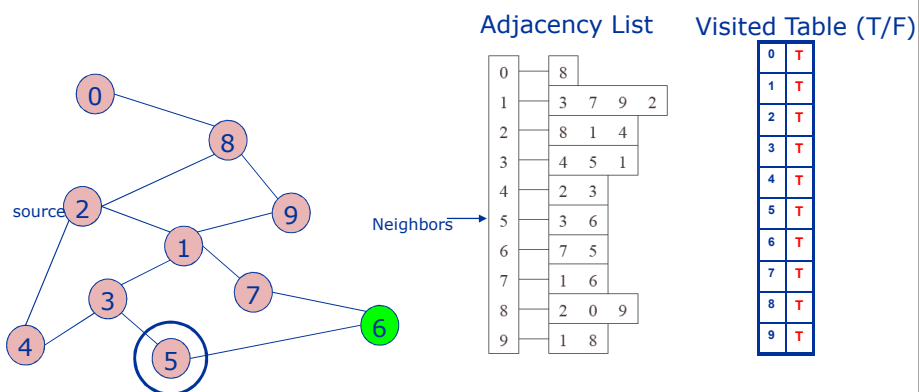 Adjacency List
Visited Table (T/F)
0
8
source
2
9
1
3
7
4
5
6
Neighbors
0 8
1 3 7 9 2
2 8 1 4
3 4 5 1
4 2 3
5 3 6
6 7 5
7 1 6
8 2 0 9
9 1 8
0 T
1 T
2 T
3 T
4 T
5 T
6 T
7 T
8 T
9 T